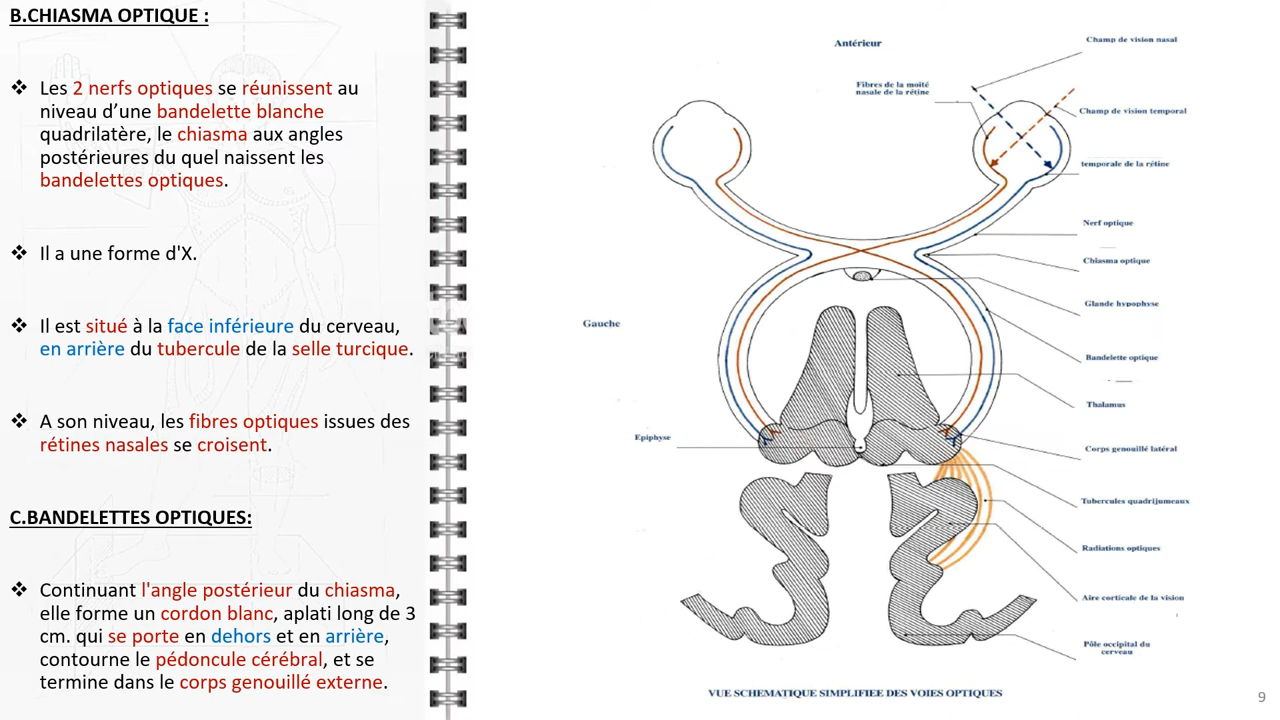 B.CHIASMA OPTIQUE :
❖ Les 2 nerfs optiques se réunissent au
niveau d’une bandelette blanche
quadrilatère, le chiasma aux angles
postérieures du quel naissent les
bandelettes optiques.
❖ Il a une forme d'X.
❖ Il est situé à la face inférieure du cerveau,
en arrière du tubercule de la selle turcique.
❖ A son niveau, les fibres optiques issues des
rétines nasales se croisent.
C.BANDELETTES OPTIQUES:
❖ Continuant l'angle postérieur du chiasma,
elle forme un cordon blanc, aplati long de 3
cm. qui se porte en dehors et en arrière,
contourne le pédoncule cérébral, et se
termine dans le corps genouillé externe.
Antérieur
Champ de vision nasal
Fibres de la moité
nasale de la rétine
Champ de vision temporal
temporale de la rétine
Nerf optique
Chiasma optique
Glande hypophyse
Gauche
Bandelette optique
Thalamus
Epiphyse
Corps genouillé latéral
Tubercules quadrijumeaux
Radiations optiques
Aire corticale de la vision
Pôle occipital du
cerveau
VUE SCHEMATIQUE SIMPLIFIEE DES VOIES OPTIQUES
9